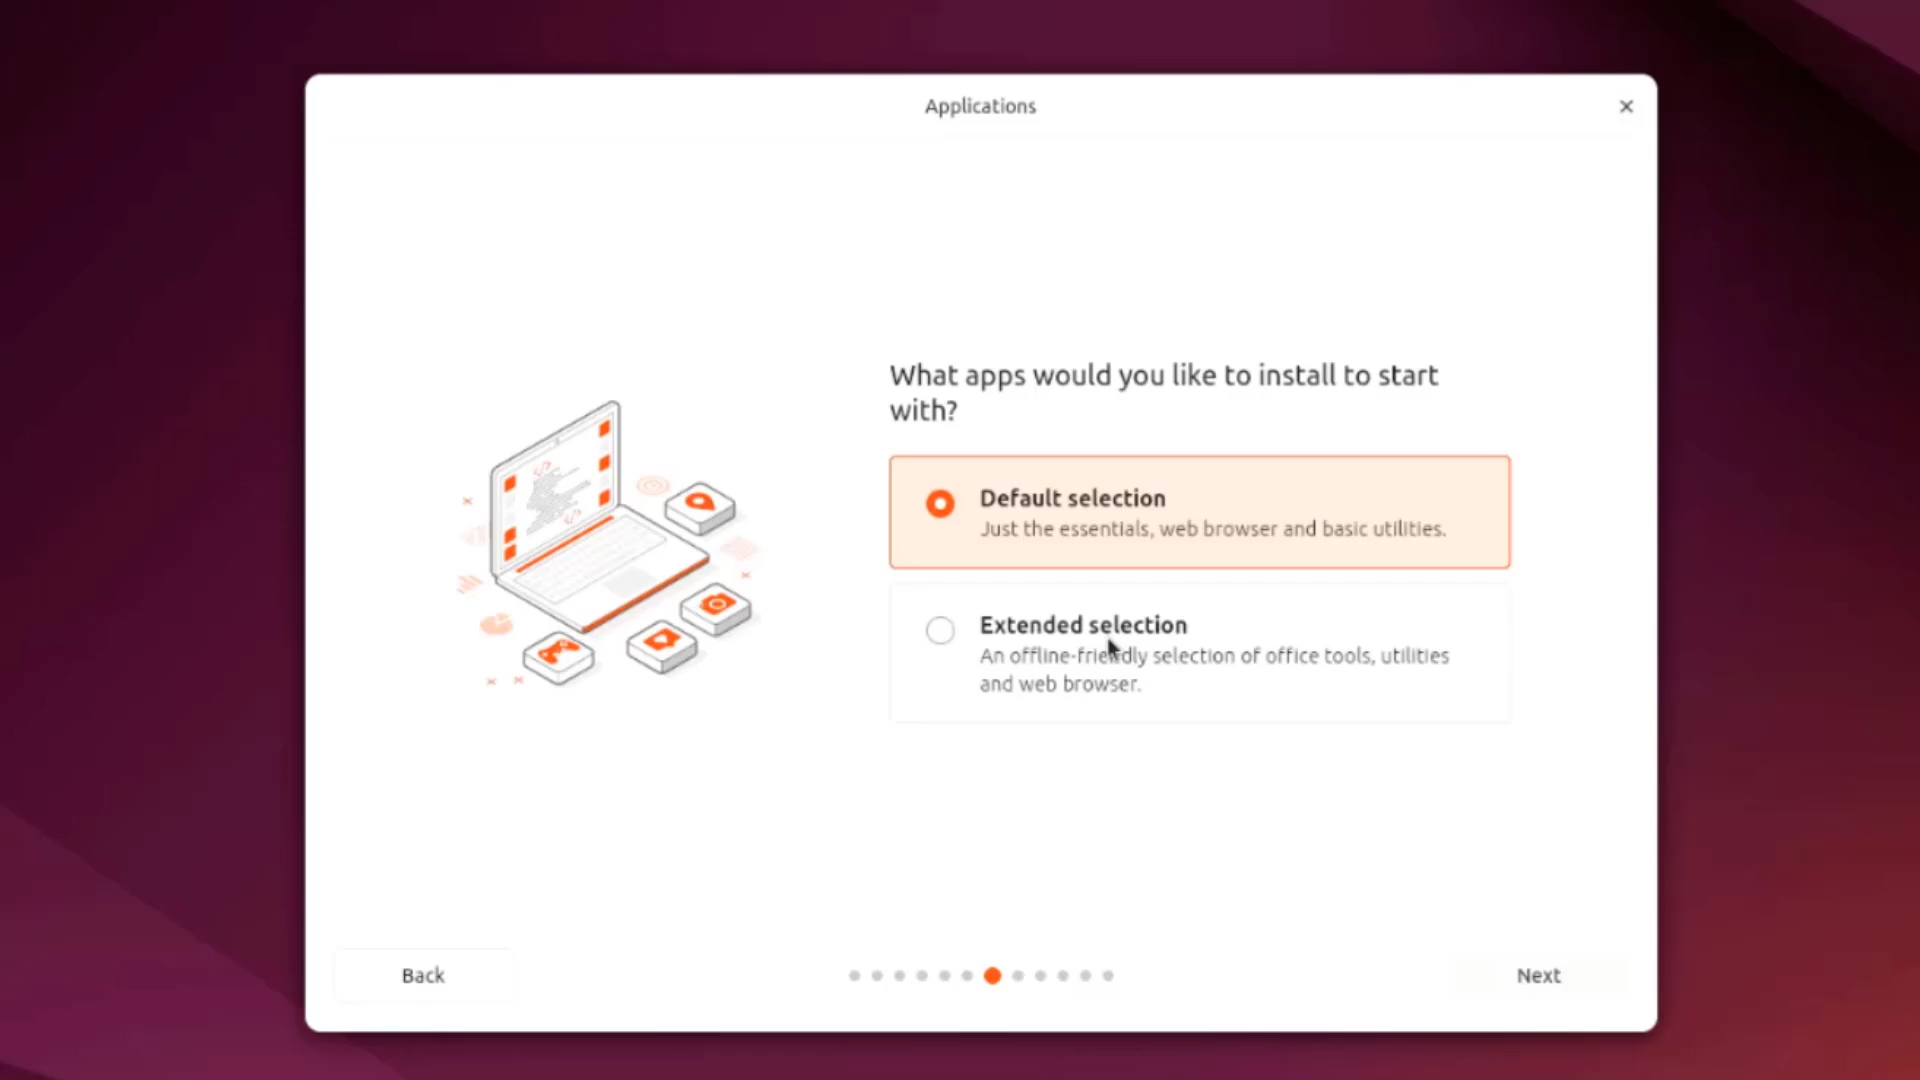 Applications
What apps would you like to install to start
with?
Default selection
Just the essentials, web browser and basic utilities.
Extended selection
An offline-friendly selection of office tools, utilities
and web browser.
Back
Next